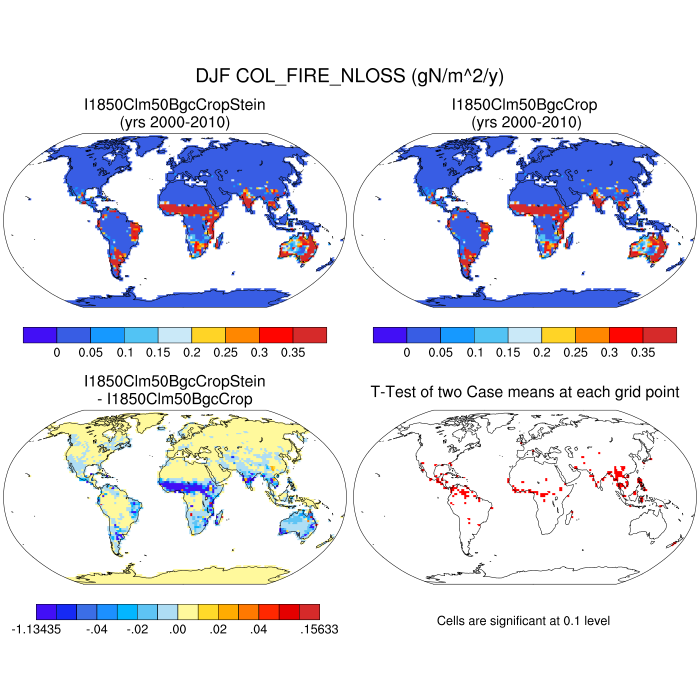 DJF COL_FIRE_NLOSS (gN/m^2/y)
I1850Clm50BgcCropStein
(yrs 2000-2010)
I1850Clm50BgcCrop
(yrs 2000-2010)
0 0.05 0.1 0.15 0.2 0.25 0.3 0.35
0 0.05 0.1 0.15 0.2 0.25 0.3 0.35
I1850Clm50BgcCropStein
- I1850Clm50BgcCrop
T-Test of two Case means at each grid point
-1.13435 -.04 -.02 .00 .02 .04 .15633
Cells are significant at 0.1 level